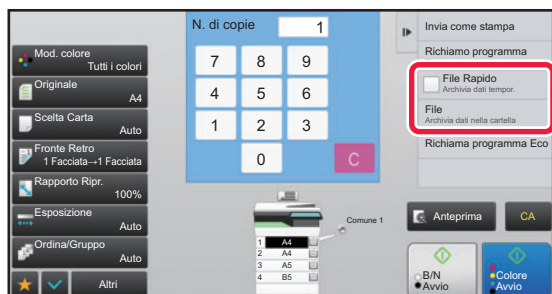 Mod. colore
Tutti i colori
Originale
A4
Scelta Carta
Auto
Fronte Retro
1 Facciata→1 Facciata
Rapporto Ripr.
100%
Esposizione
Auto
Ordina/Gruppo
Auto
Altri
N. di copie
1
7 8 9
4 5 6
1 2 3
0 C
Comune 1
1 A4
2 A4
3 A5
4 B5
Invia come stampa
Richiamo programma
File Rapido
Archivia dati tempor.
File
Archivia dati nella cartella
Richiama programma Eco
Anteprima
CA
B/N
Avvio
Colore
Avvio